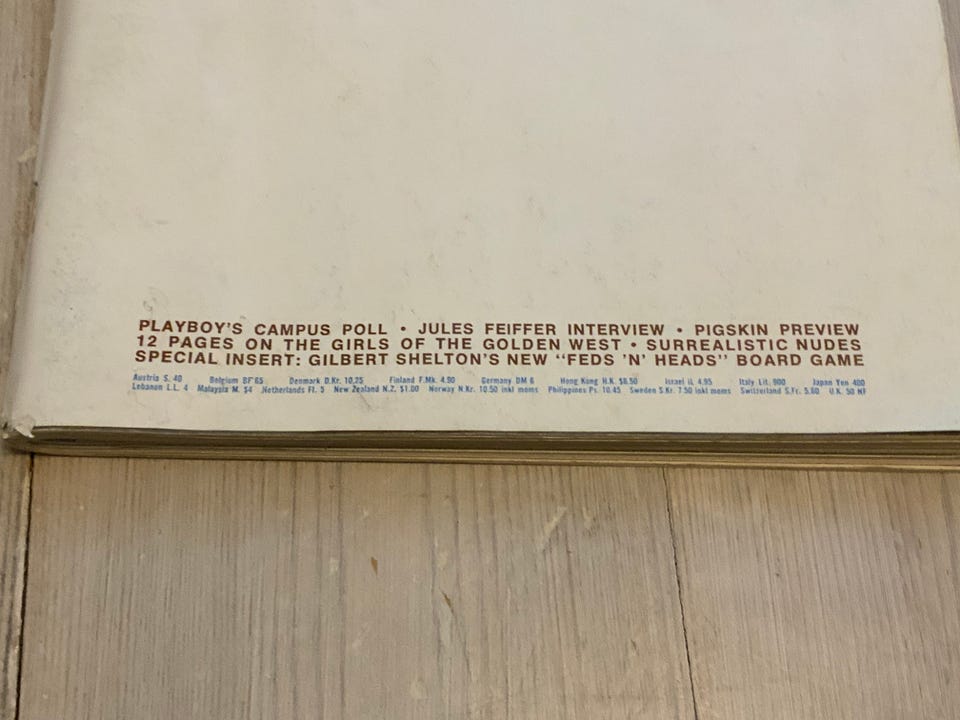 PLAYBOY'S CAMPUS POLL • JULES FEIFFER INTERVIEW • PIGSKIN PREVIEW
12 PAGES ON THE GIRLS OF THE GOLDEN WEST • SURREALISTIC NUDES
SPECIAL INSERT: GILBERT SHELTON'S NEW "FEDS 'N' HEADS" BOARD GAME
Austria S. 40 Belgium BF 65 Denmark D.Kr. 10,25 Finland F.Mk. 4.90 Germany DM 6 Hong Kong H.K. $8.50 Israel IL 4.95 Italy Lit. 900 Japan Yen 400
Lebanon L.L. 4 Malaysia M. $4 Netherlands Fl. 5 New Zealand N.Z. $1.00 Norway N.Kr. 10.50 inkl moms Philippines Ps. 10.45 Sweden S.Kr. 7.50 inkl moms Switzerland S.Fr. 5.80 U.K. 50 NP